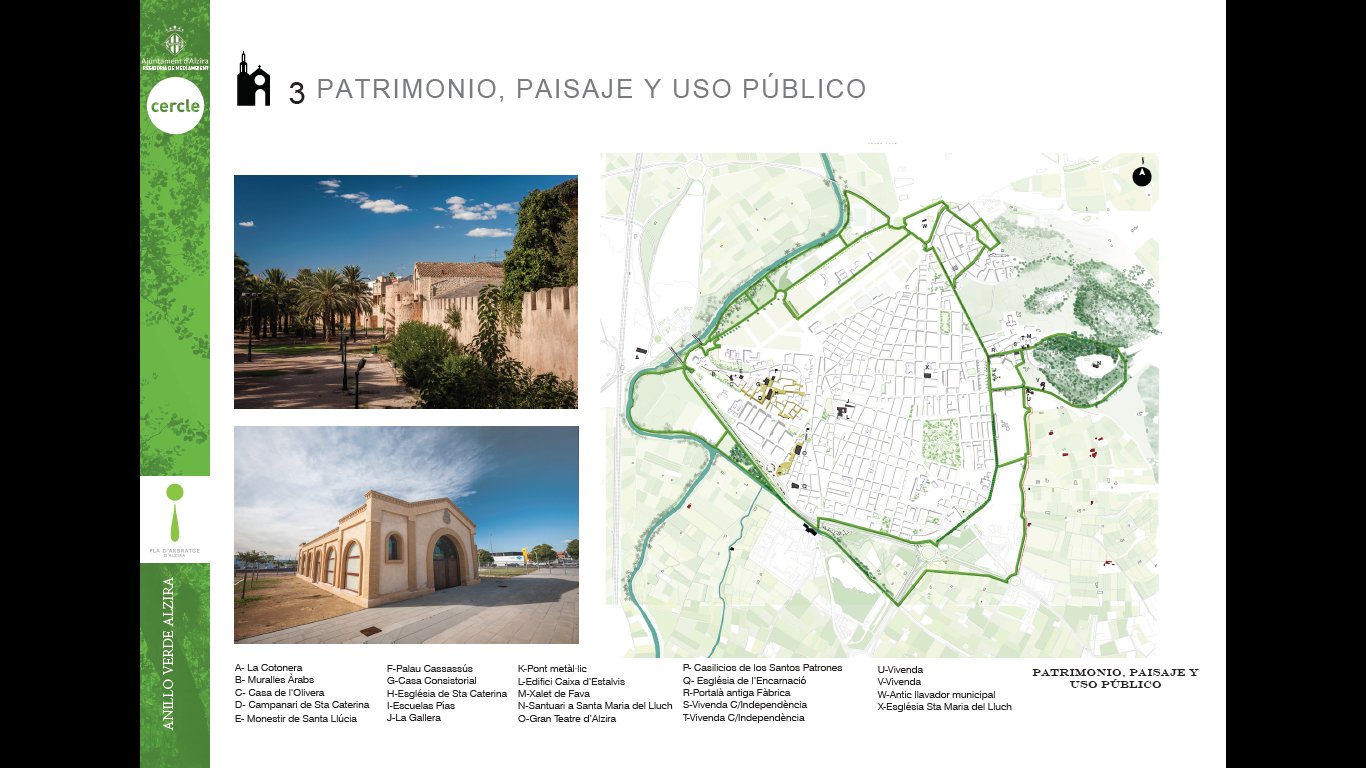 Ajuntament d'Alzira
REGIDORIA DE MEDI AMBIENT
cercle
PLA D'ARBRATGE
D'ALZIRA
ANILLO VERDE ALZIRA
3 PATRIMONIO, PAISAJE Y USO PÚBLICO
A- La Cotonera
B- Muralles Àrabs
C- Casa de l'Olivera
D- Campanari de Sta Caterina
E- Monestir de Santa Llúcia
F-Palau Cassassús
G-Casa Consistorial
H-Església de Sta Caterina
I-Escuelas Pías
J-La Gallera
K-Pont metàl·lic
L-Edifici Caixa d'Estalvis
M-Xalet de Fava
N-Santuari a Santa Maria del Lluch
O-Gran Teatre d'Alzira
P- Casilicios de los Santos Patrones
Q- Església de l'Encarnació
R-Portalà antiga Fàbrica
S-Vivenda C/Independència
T-Vivenda C/Independència
U-Vivenda
V-Vivenda
W-Antic llavador municipal
X-Església Sta Maria del Lluch
PATRIMONIO, PAISAJE Y
USO PÚBLICO